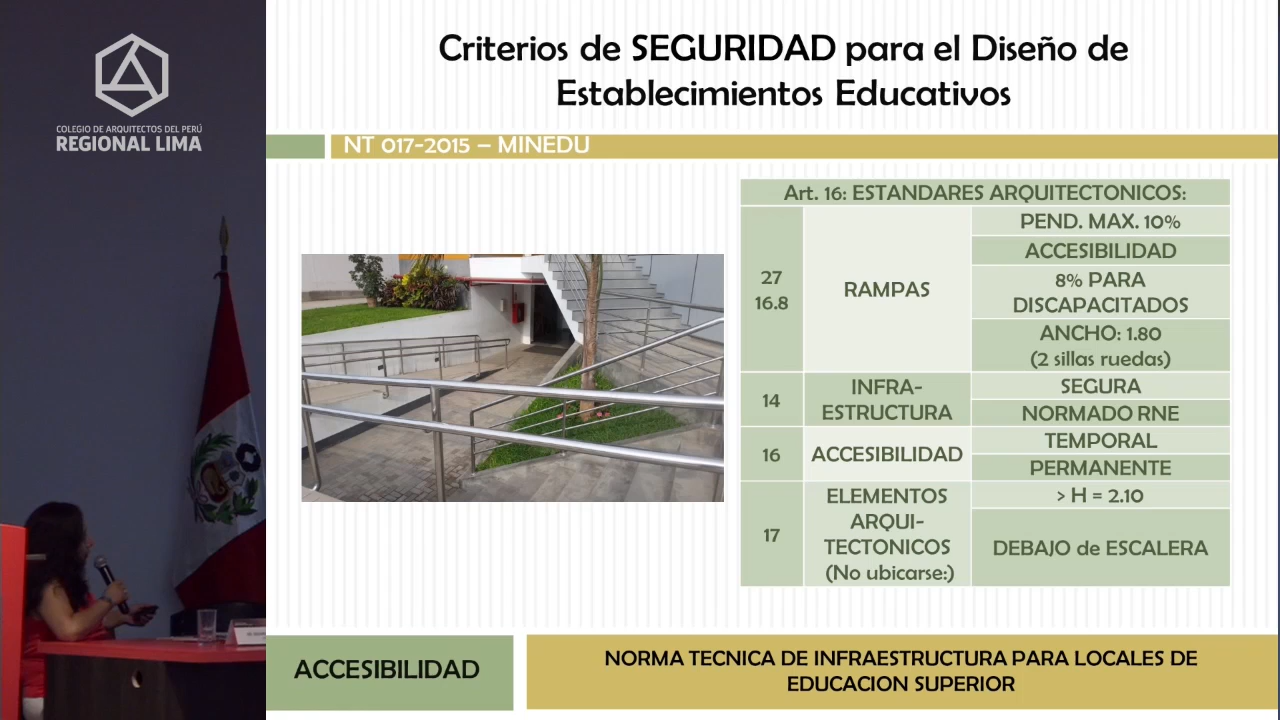 COLEGIO DE ARQUITECTOS DEL PERÚ
REGIONAL LIMA
Criterios de SEGURIDAD para el Diseño de
Establecimientos Educativos
NT 017-2015 – MINEDU
Art. 16: ESTANDARES ARQUITECTONICOS:
27
16.8
RAMPAS
PEND. MAX. 10%
ACCESIBILIDAD
8% PARA
DISCAPACITADOS
ANCHO: 1.80
(2 sillas ruedas)
14
INFRA-
ESTRUCTURA
SEGURA
NORMADO RNE
16
ACCESIBILIDAD
TEMPORAL
PERMANENTE
17
ELEMENTOS
ARQUI-
TECTONICOS
(No ubicarse:)
> H = 2.10
DEBAJO de ESCALERA
ACCESIBILIDAD
NORMA TECNICA DE INFRAESTRUCTURA PARA LOCALES DE
EDUCACION SUPERIOR